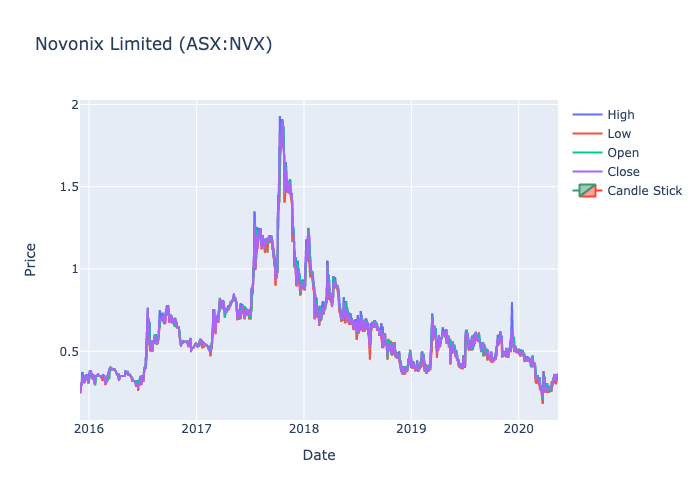 Novonix Limited (ASX:NVX)
2
1.5
1
0.5
Price
2016
2017
2018
2019
2020
Date
High
Low
Open
Close
Candle Stick